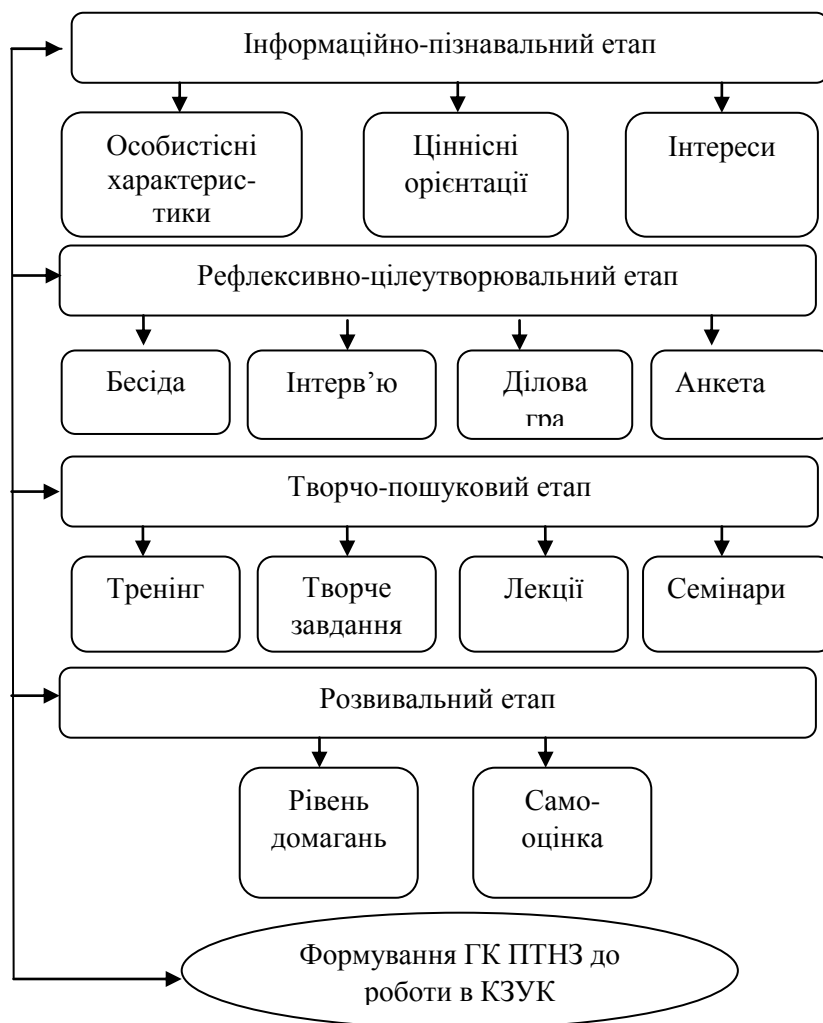 Інформаційно-пізнавальний етап
Особистісні
характерис-
тики
Ціннісні
орієнтації
Інтереси
Рефлексивно-цілеутворювальний етап
Бесіда
Інтерв’ю
Ділова
гра
Анкета
Творчо-пошуковий етап
Тренінг
Творче
завдання
Лекції
Семінари
Розвивальний етап
Рівень
домагань
Само-
оцінка
Формування ГК ПТНЗ до
роботи в КЗУК